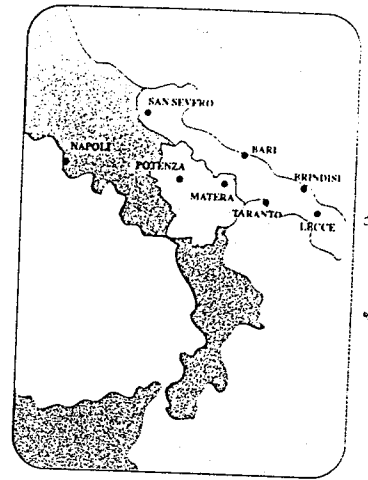 SAN SEVERO
NAPOLI
BARI
POTENZA
BRINDISI
MATERA
TARANTO
LECCE